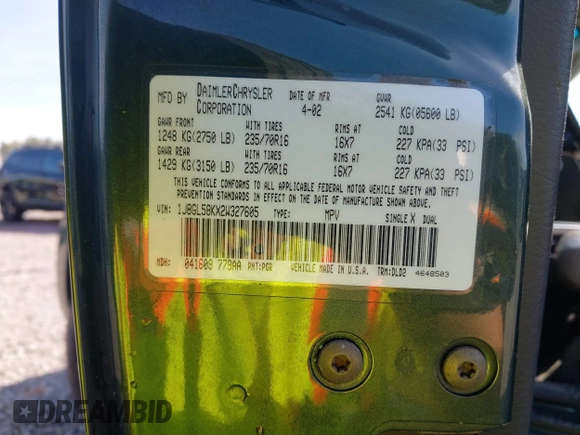 MFD BY DAIMLERCHRYSLER CORPORATION DATE OF MFR 4-02 GVWR 2541 KG(05600 LB)
GAWR FRONT WITH TIRES RIMS AT COLD
1248 KG(2750 LB) 235/70R16 16X7 227 KPA(33 PSI)
GAWR REAR WITH TIRES RIMS AT COLD
1429 KG(3150 LB) 235/70R16 16X7 227 KPA(33 PSI)
THIS VEHICLE CONFORMS TO ALL APPLICABLE FEDERAL MOTOR VEHICLE SAFETY AND THEFT
PREVENTION STANDARDS IN EFFECT ON THE DATE OF MANUFACTURE SHOWN ABOVE.
VIN: 1J8GL58KX2W327605 TYPE: MPV SINGLE X DUAL
MDH: 041609 779AA PNT:PGR VEHICLE MADE IN U.S.A. TRM:DLD2 4648503
DREAMBID